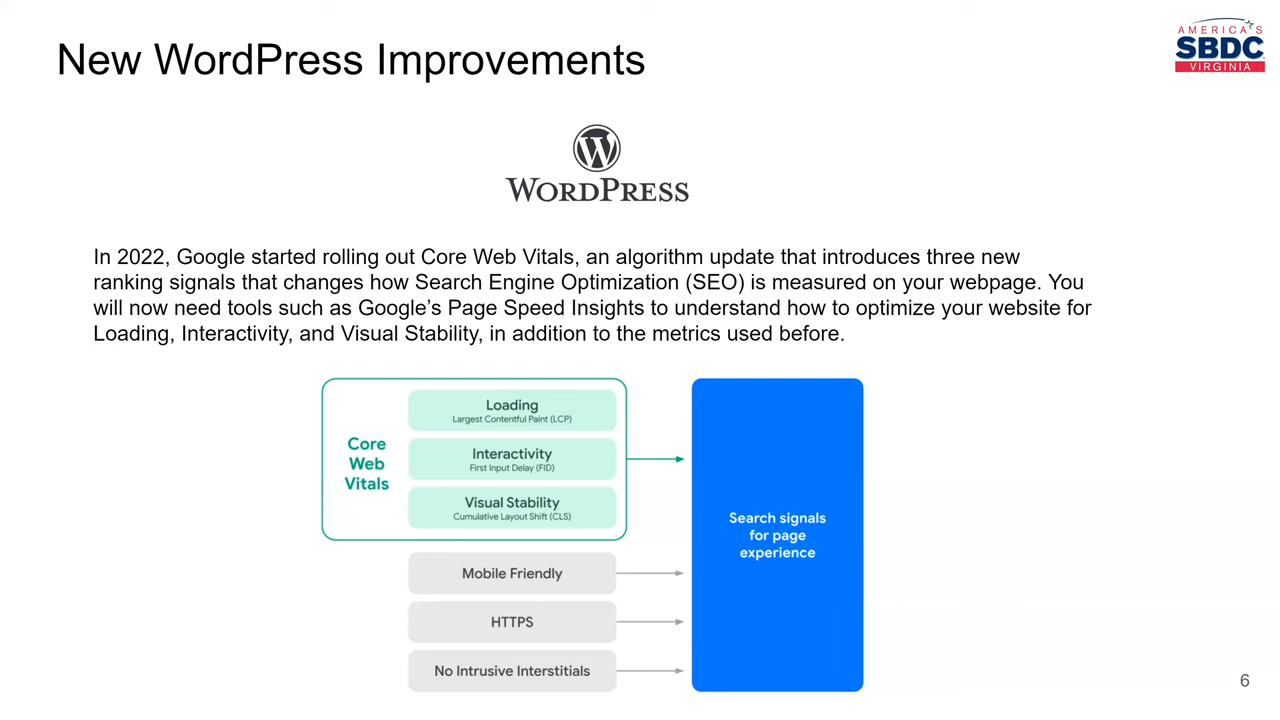 New WordPress Improvements
AMERICA'S
SBDC
VIRGINIA
W
WORDPRESS
In 2022, Google started rolling out Core Web Vitals, an algorithm update that introduces three new
ranking signals that changes how Search Engine Optimization (SEO) is measured on your webpage. You
will now need tools such as Google’s Page Speed Insights to understand how to optimize your website for
Loading, Interactivity, and Visual Stability, in addition to the metrics used before.
Core
Web
Vitals
Loading
Largest Contentful Paint (LCP)
Interactivity
First Input Delay (FID)
Visual Stability
Cumulative Layout Shift (CLS)
Mobile Friendly
HTTPS
No Intrusive Interstitials
Search signals
for page
experience
6